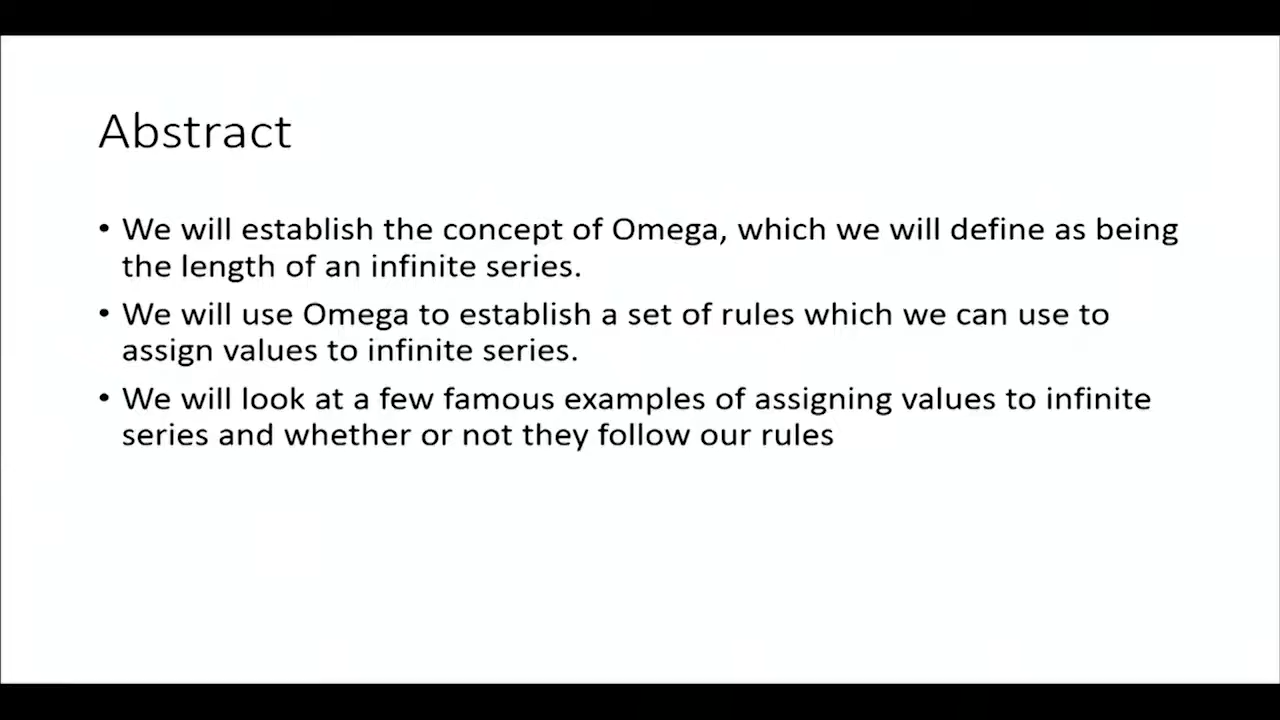 Abstract
• We will establish the concept of Omega, which we will define as being
the length of an infinite series.
• We will use Omega to establish a set of rules which we can use to
assign values to infinite series.
• We will look at a few famous examples of assigning values to infinite
series and whether or not they follow our rules